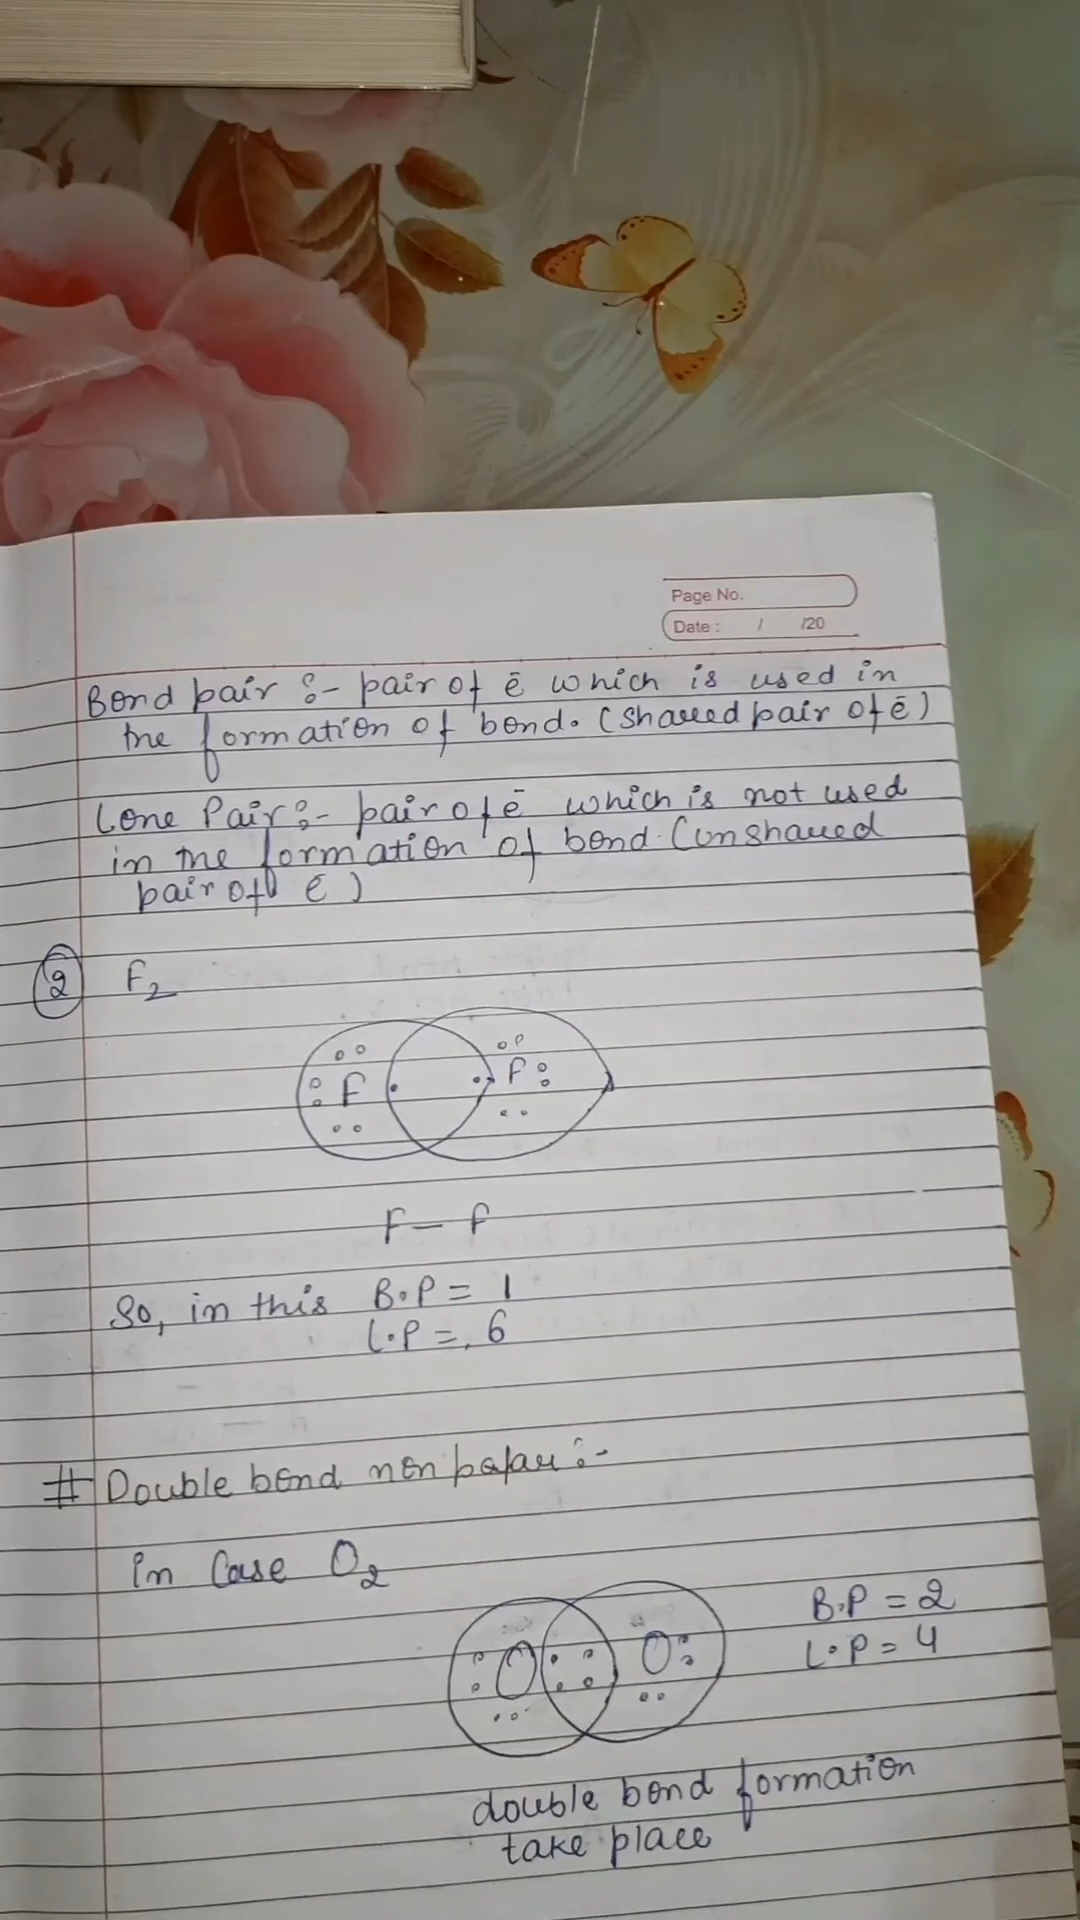 Page No.
Date : / /20
Bond pair :- pair of ē which is used in
the formation of bond. (shared pair of ē)
Lone Pair :- pair of ē which is not used
in the formation of bond. (unshared
pair of ē)
2 F2
F F
F — F
So, in this B.P = 1
L.P = 6
# Double bond non polar :-
In Case O2
B.P = 2
L.P = 4
O O
double bond formation
take place